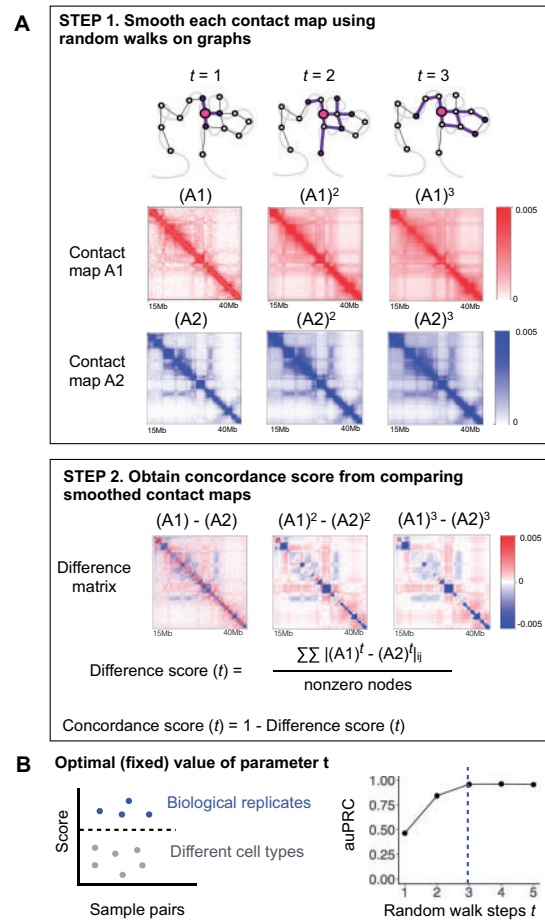 A
STEP 1. Smooth each contact map using
random walks on graphs
t = 1 t = 2 t = 3
(A1) (A1)² (A1)³
Contact
map A1
0.005
0
15Mb 40Mb 15Mb 40Mb 15Mb 40Mb
(A2) (A2)² (A2)³
Contact
map A2
0.005
0
15Mb 40Mb 15Mb 40Mb 15Mb 40Mb
STEP 2. Obtain concordance score from comparing
smoothed contact maps
(A1) - (A2) (A1)² - (A2)² (A1)³ - (A2)³
Difference
matrix
0.005
0
-0.005
15Mb 40Mb 15Mb 40Mb 15Mb 40Mb
Difference score (t) = ∑∑ |(A1)ᵗ - (A2)ᵗ|ij
nonzero nodes
Concordance score (t) = 1 - Difference score (t)
B
Optimal (fixed) value of parameter t
Score
Biological replicates
Different cell types
Sample pairs
auPRC
1.00
0.75
0.50
0.25
0.00
1 2 3 4 5
Random walk steps t